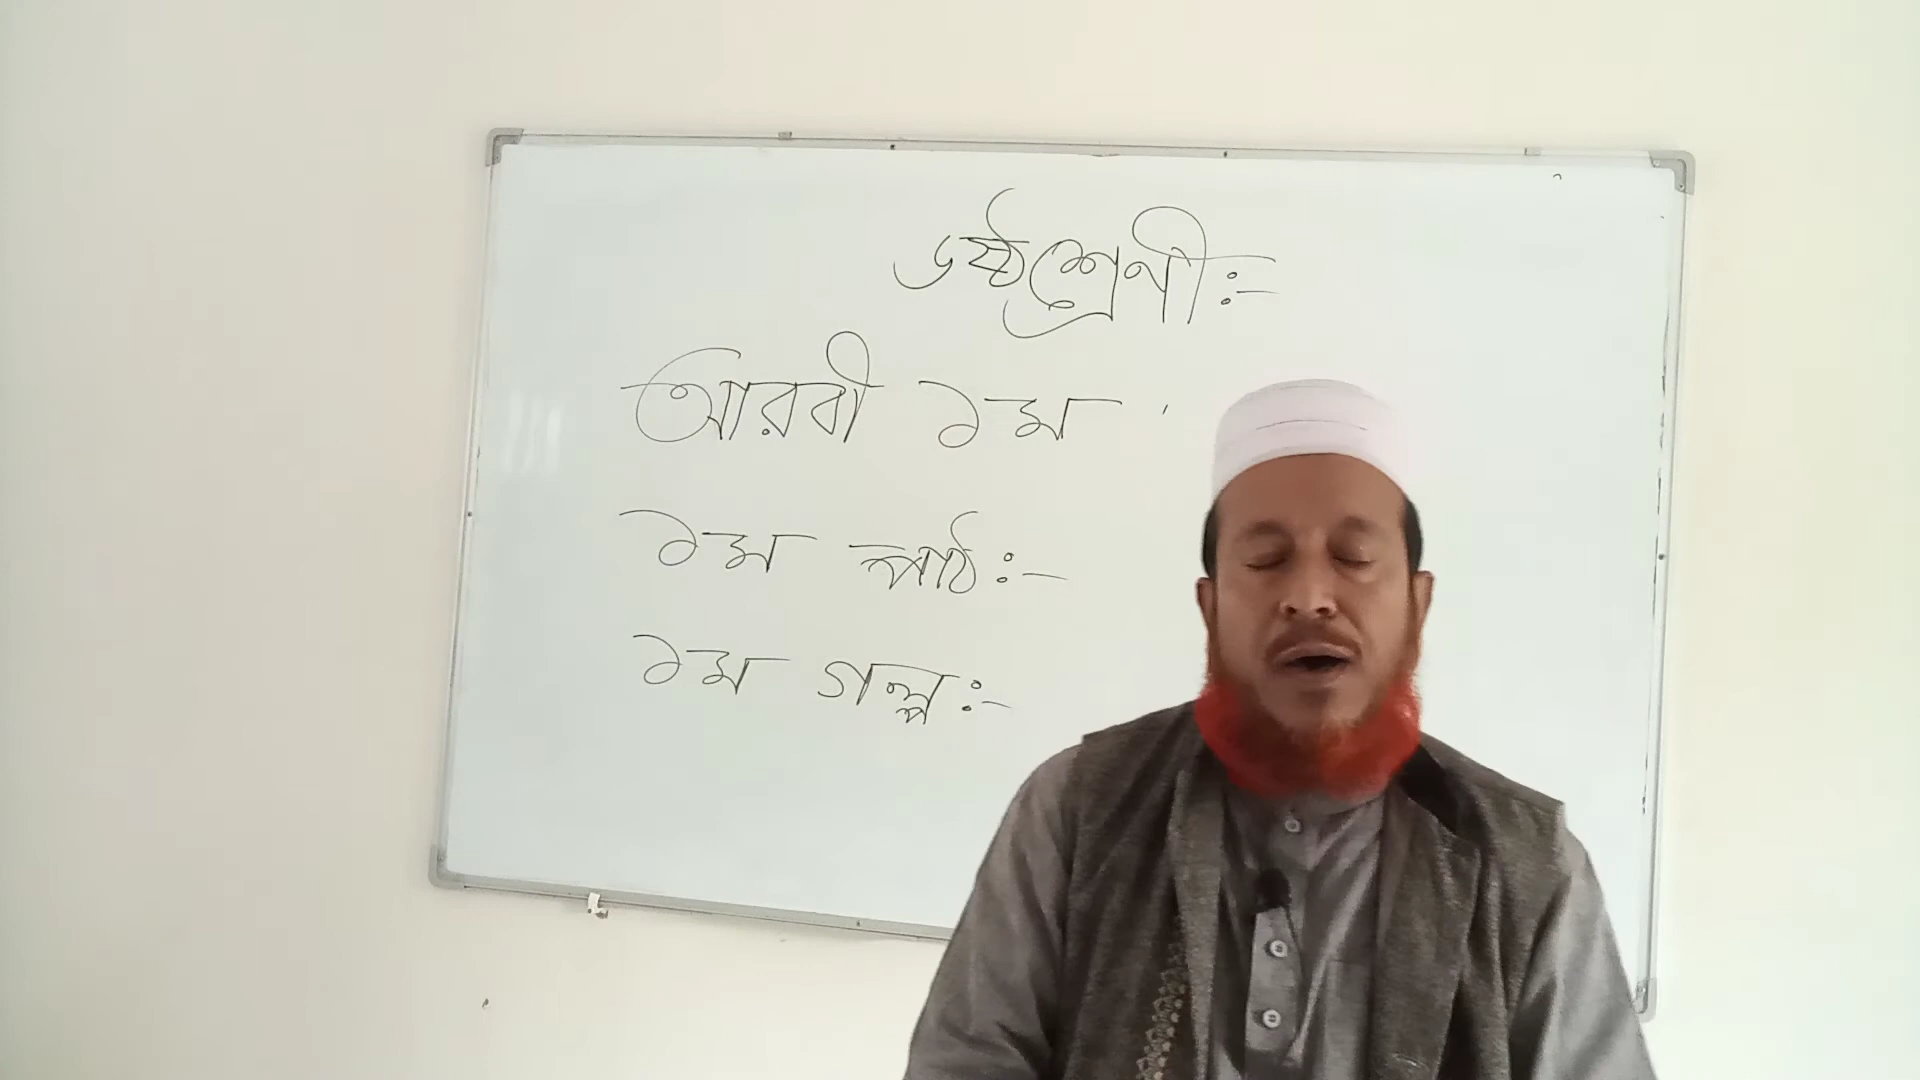 ৬ষ্ঠ শ্রেণী:-
আরবী ১ম
১ম পাঠ:-
১ম গল্প:-